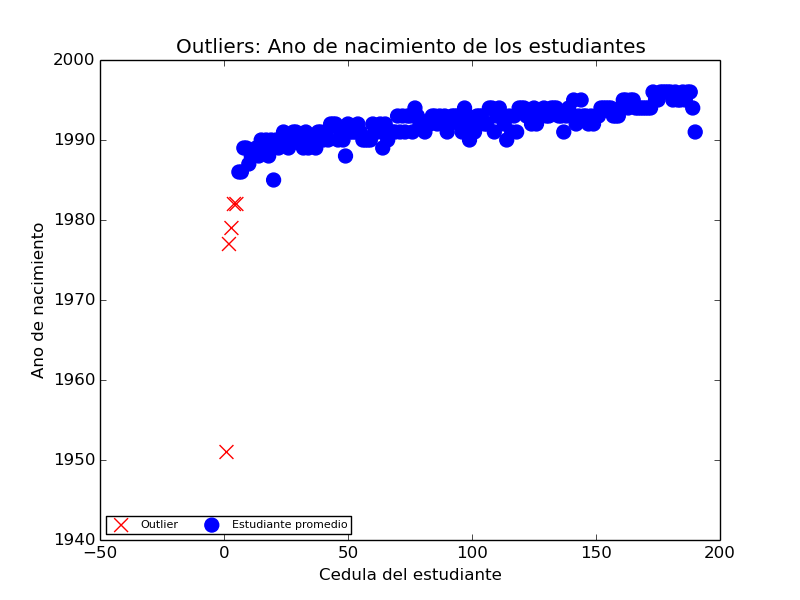 Outliers: Ano de nacimiento de los estudiantes
2000
1990
1980
1970
1960
1950
1940
Ano de nacimiento
Outlier Estudiante promedio
−50 0 50 100 150 200
Cedula del estudiante